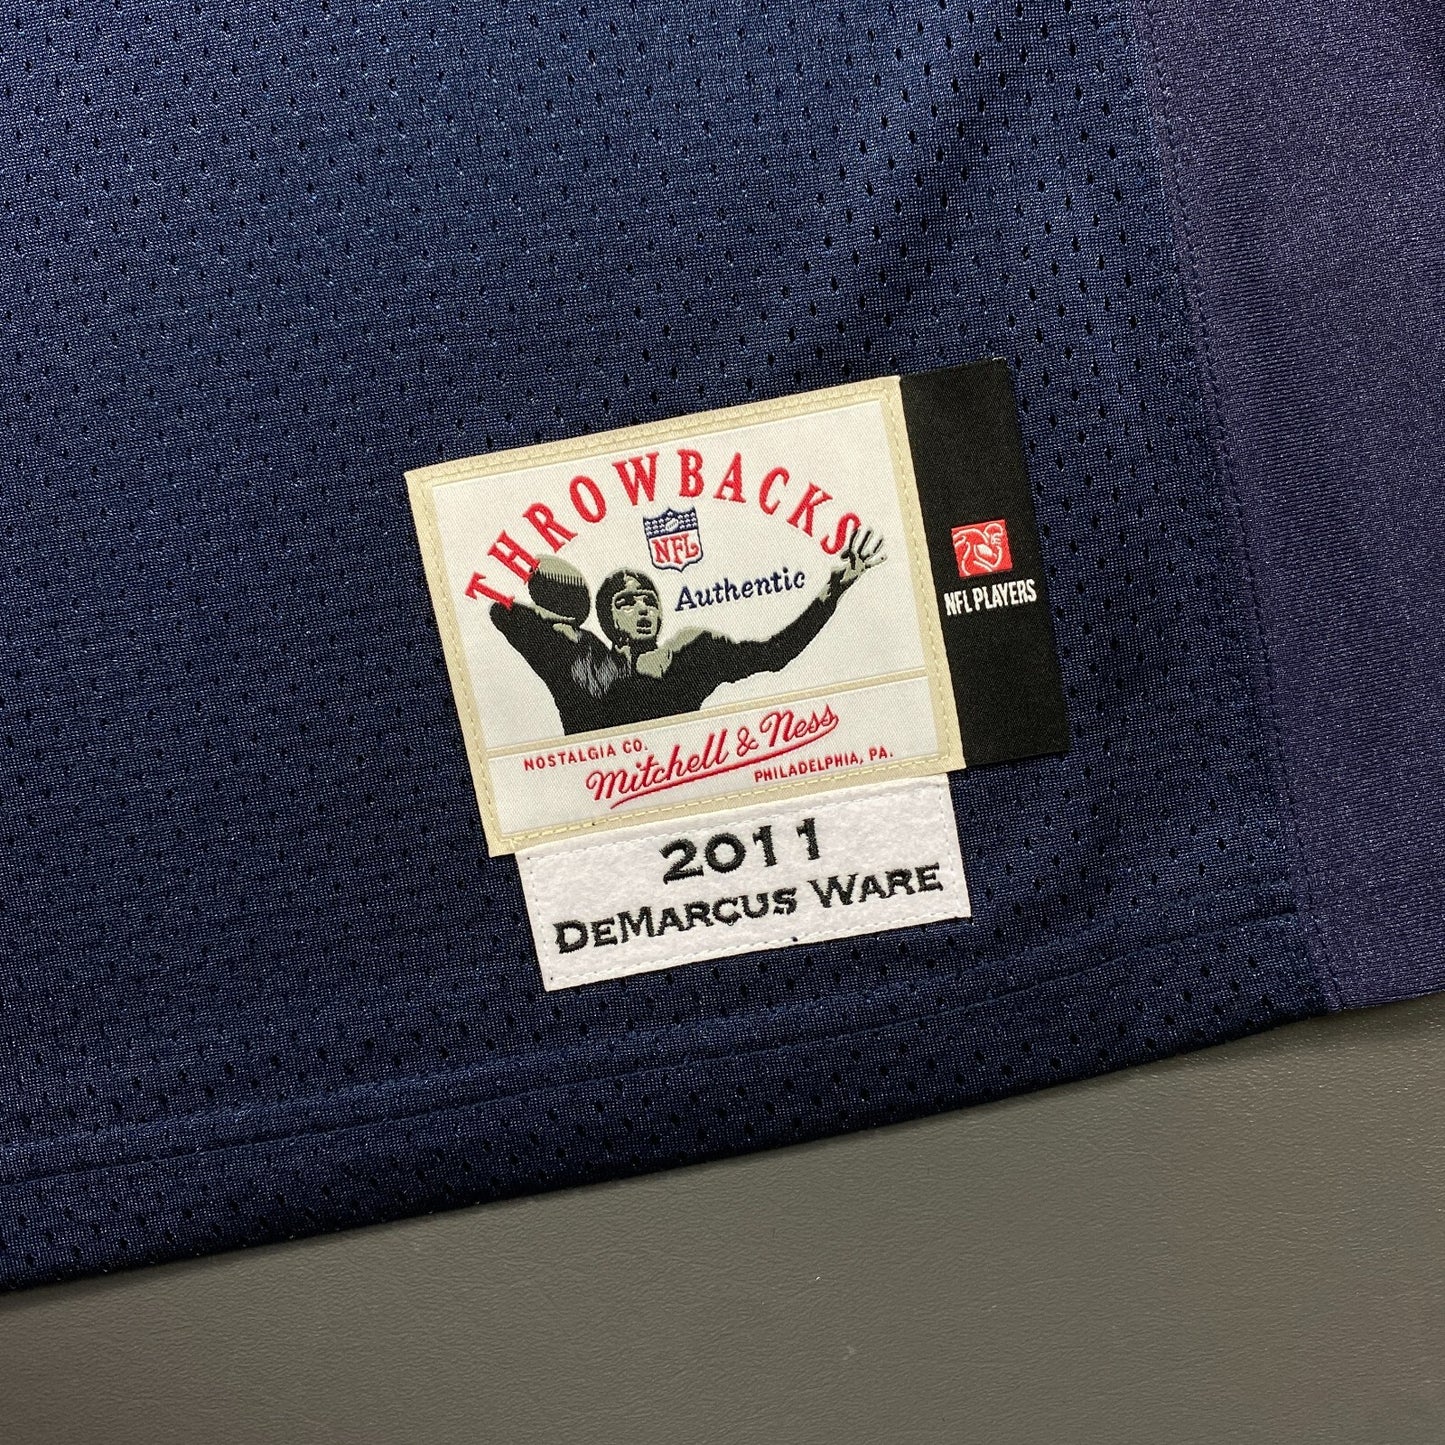 THROWBACKS
NFL
Authentic
NOSTALGIA CO.
Mitchell & Ness
PHILADELPHIA, PA.
NFL PLAYERS
2011
DEMARCUS WARE